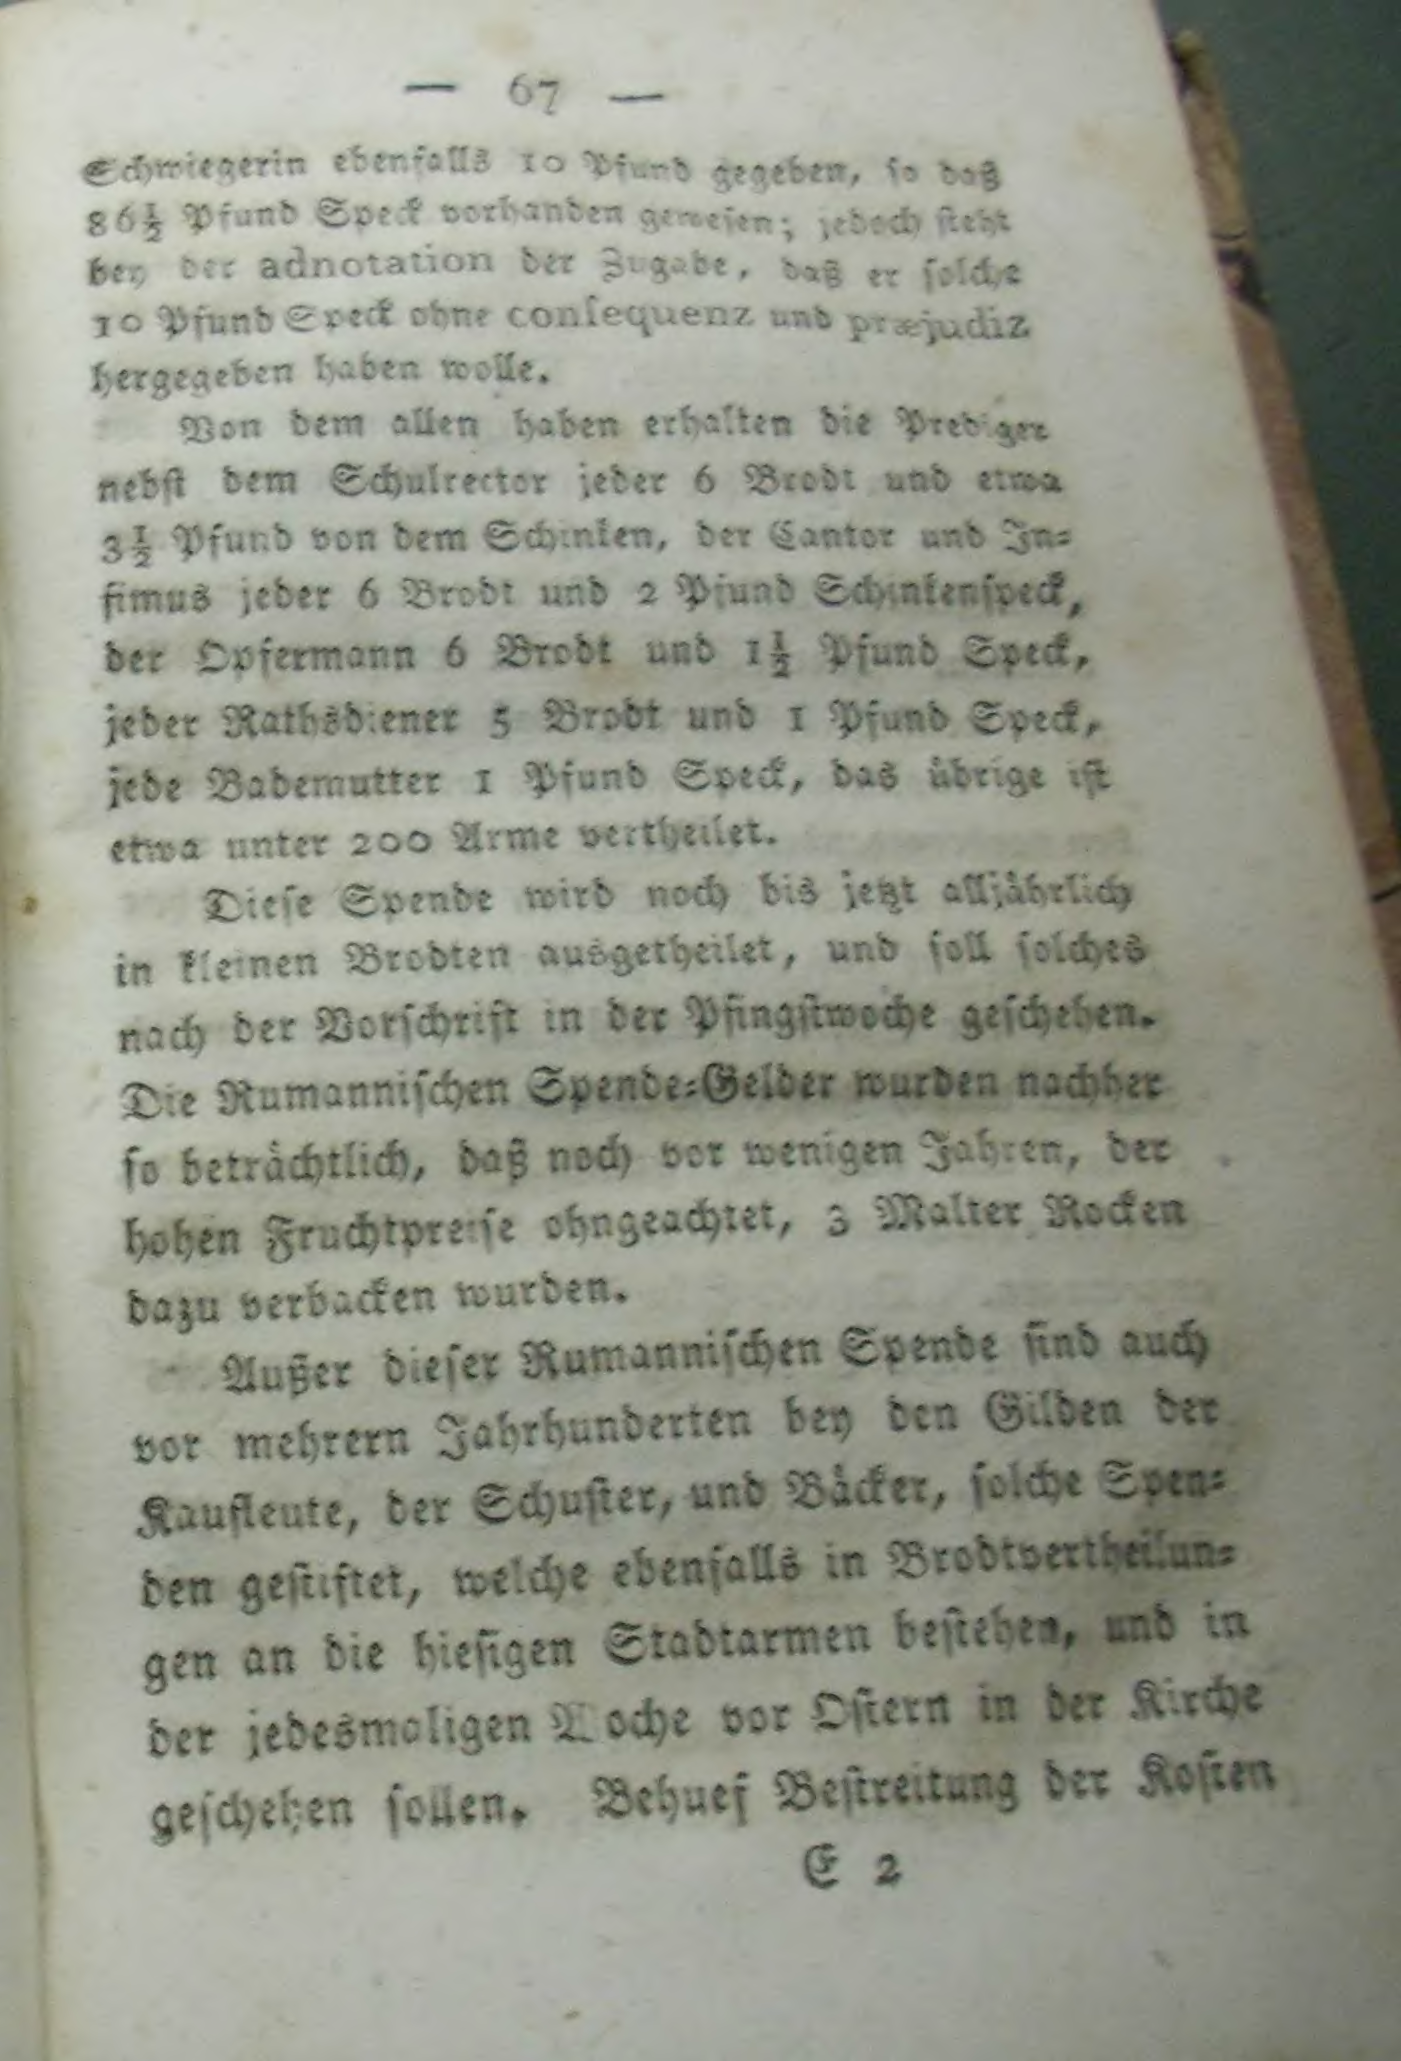 — 67 —
Schwiegerin ebenfalls 10 Pfund gegeben, so daß
86½ Pfund Speck vorhanden gewesen; jedoch steht
bey der adnotation der Zugabe, daß er solche
10 Pfund Speck ohne consequenz und præjudiz
hergegeben haben wolle.
Von dem allen haben erhalten die Prediger
nebst dem Schulrector jeder 6 Brodt und etwa
3½ Pfund von dem Schinken, der Cantor und In=
fimus jeder 6 Brodt und 2 Pfund Schinkenspeck,
der Opfermann 6 Brodt und 1½ Pfund Speck,
jeder Rathsdiener 5 Brodt und 1 Pfund Speck,
jede Bademutter 1 Pfund Speck, das übrige ist
etwa unter 200 Arme vertheilet.
Diese Spende wird noch bis jetzt alljährlich
in kleinen Brodten ausgetheilet, und soll solches
nach der Vorschrift in der Pfingstwoche geschehen.
Die Rumannischen Spende=Gelder wurden nachher
so beträchtlich, daß noch vor wenigen Jahren, der
hohen Fruchtpreise ohngeachtet, 3 Malter Rocken
dazu verbacken wurden.
Außer dieser Rumannischen Spende sind auch
vor mehrern Jahrhunderten bey den Gilden der
Kaufleute, der Schuster, und Bäcker, solche Spen=
den gestiftet, welche ebenfalls in Brodtvertheilun=
gen an die hiesigen Stadtarmen bestehen, und in
der jedesmaligen Woche vor Ostern in der Kirche
geschehen sollen. Behuef Bestreitung der Kosten
E 2